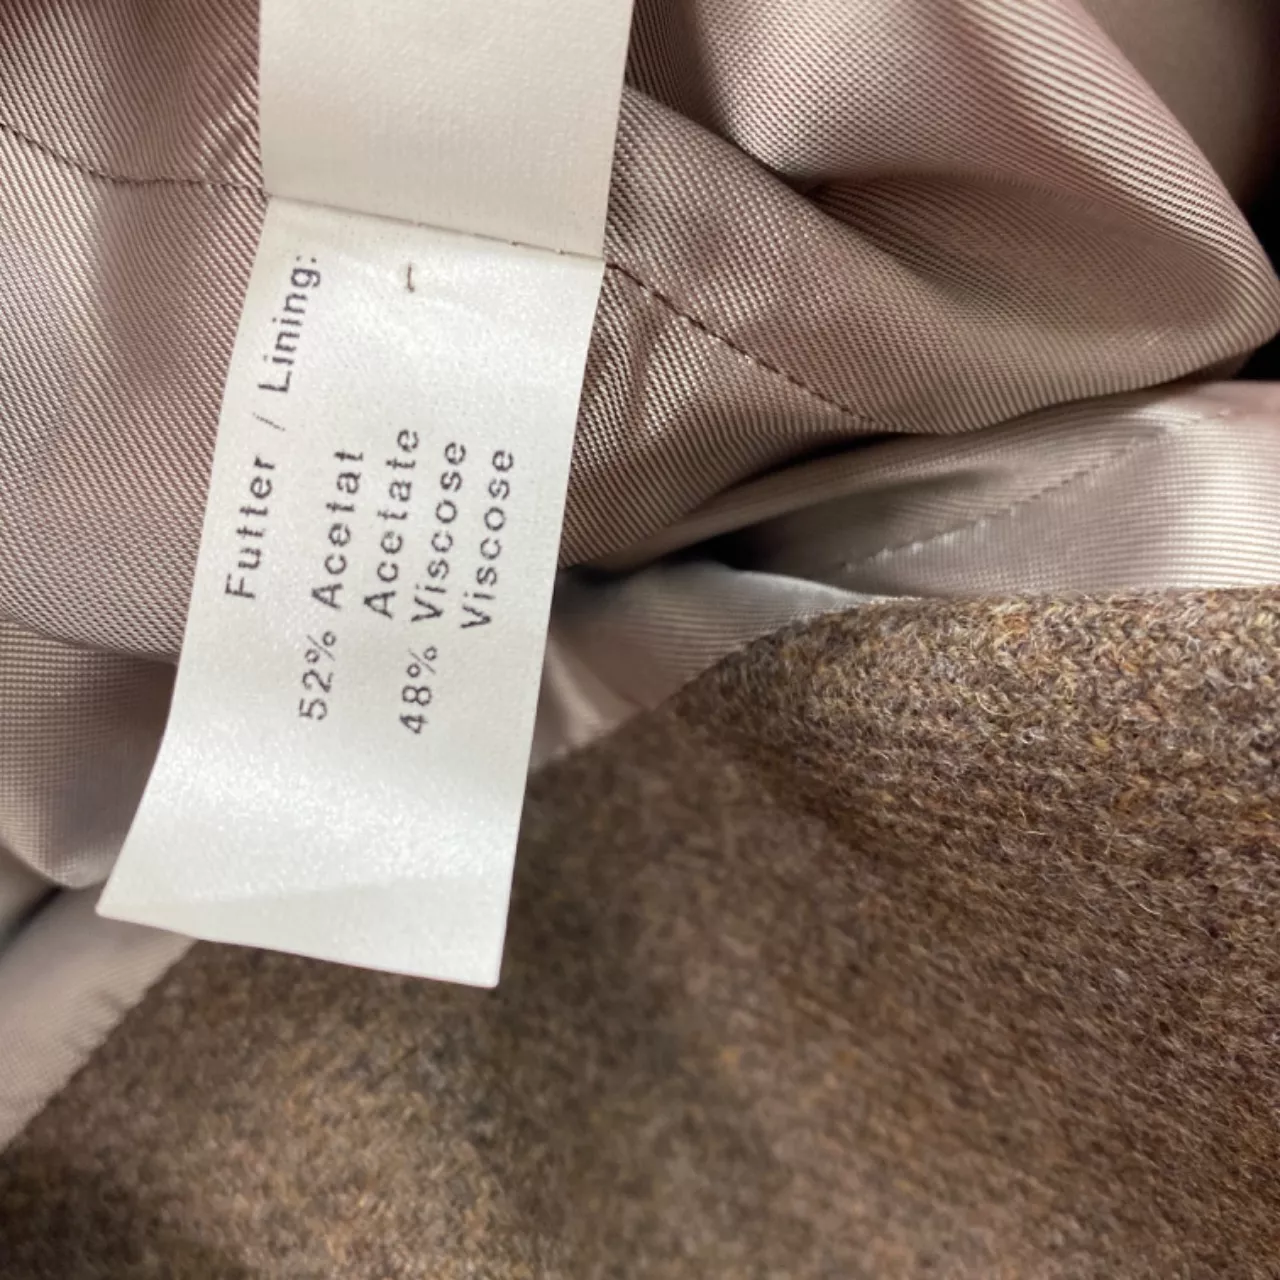 Futter / Lining:
52% Acetat
Acetate
48% Viscose
Viscose